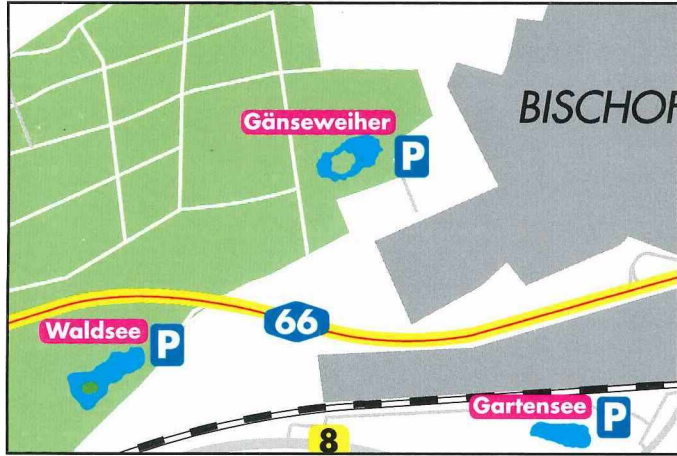 BISCHOF
Gänseweiher
P
66
Waldsee
P
Gartensee
P
8